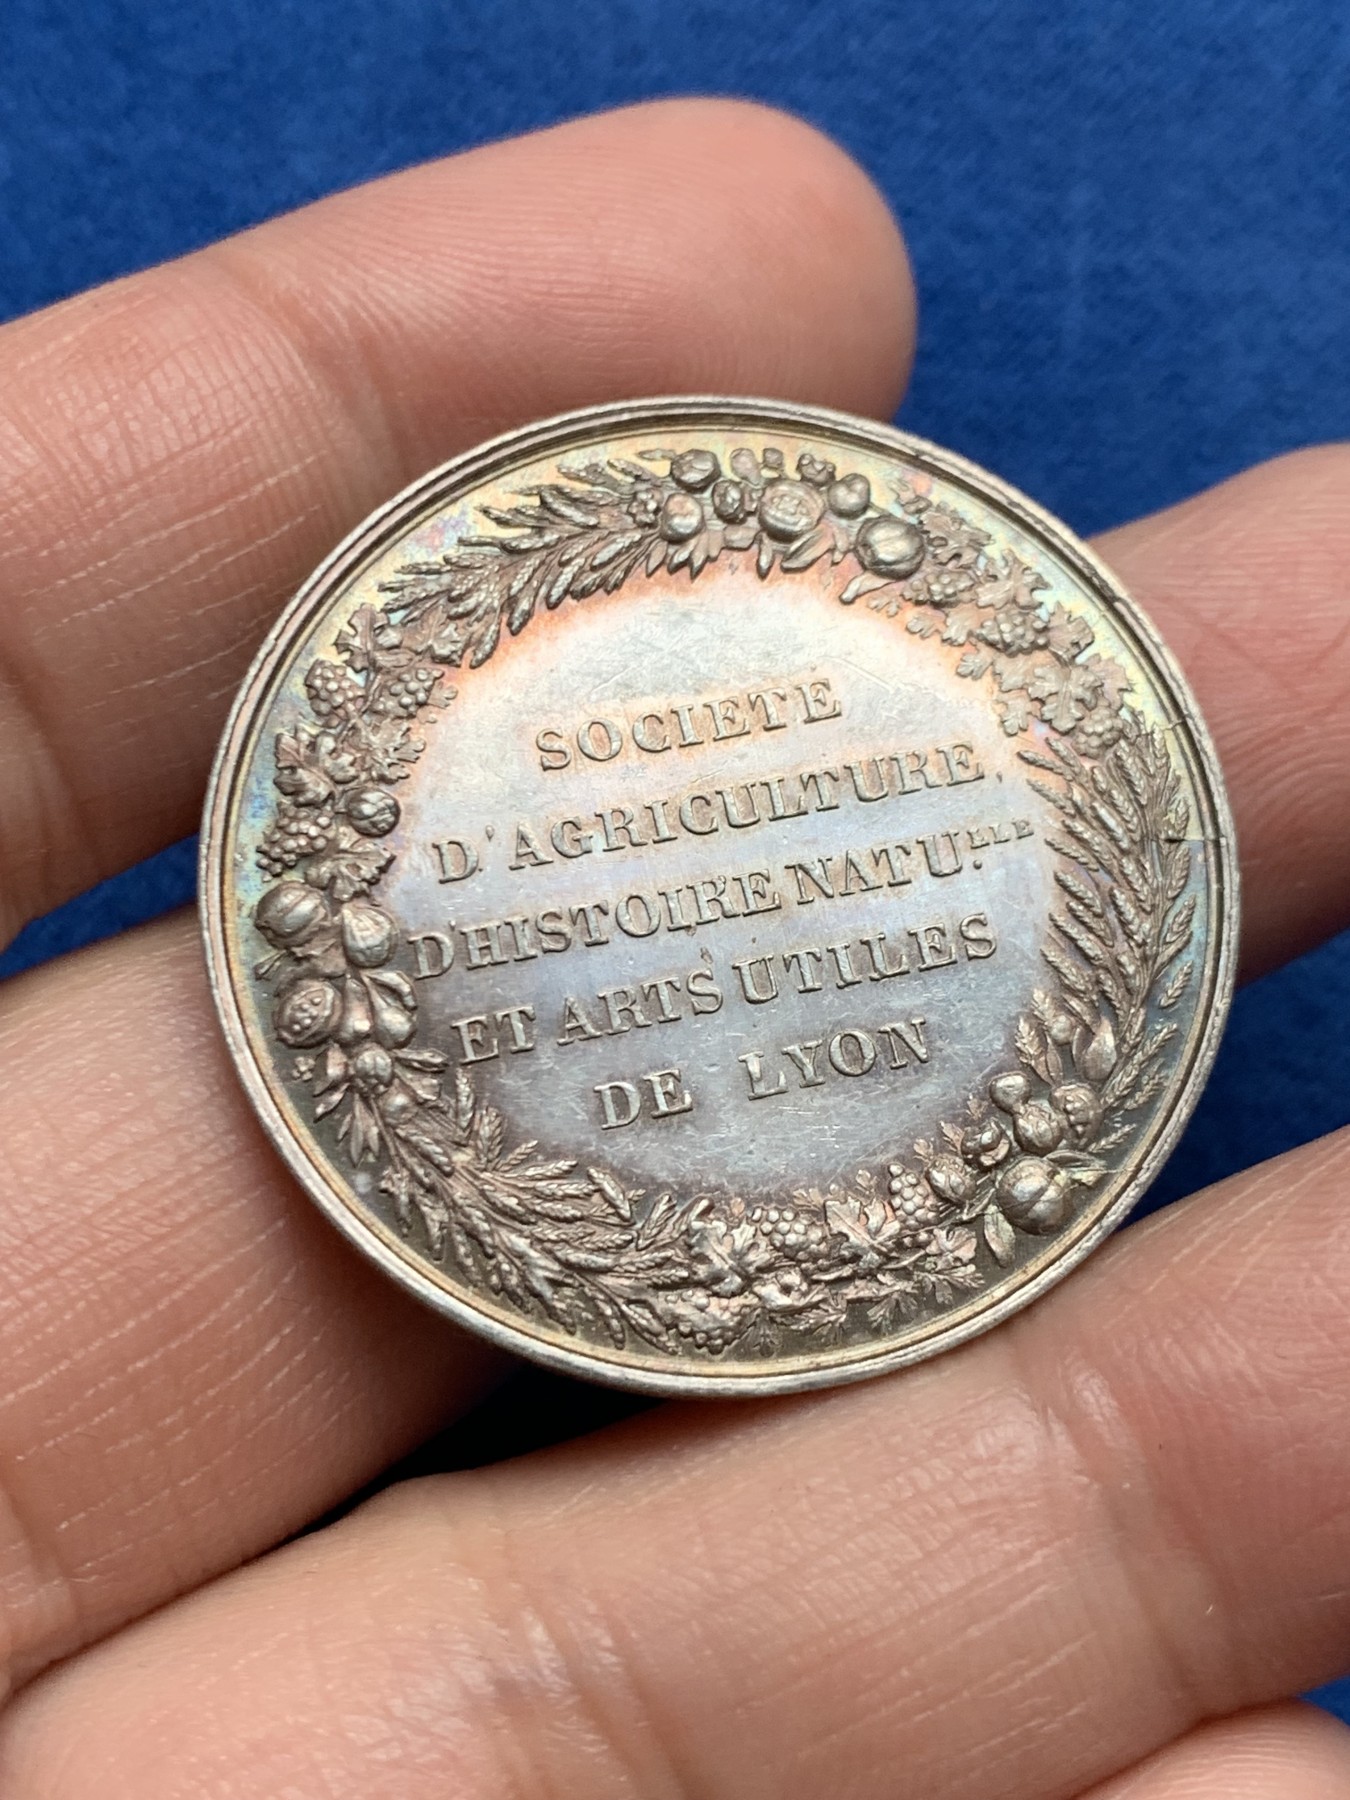 SOCIETE
D'AGRICULTURE,
D'HISTOIRE NATU.LLE
ET ARTS UTILES
DE LYON